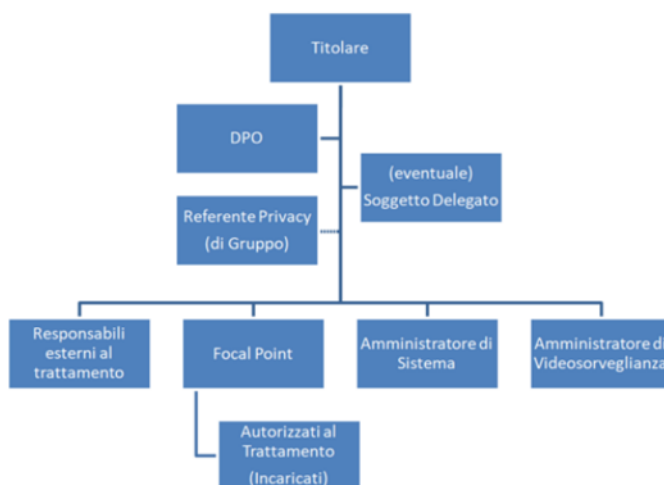 Titolare
DPO
(eventuale)
Soggetto Delegato
Referente Privacy
(di Gruppo)
Responsabili
esterni al
trattamento
Focal Point
Amministratore di
Sistema
Amministratore di
Videosorveglianza
Autorizzati al
Trattamento
(Incaricati)